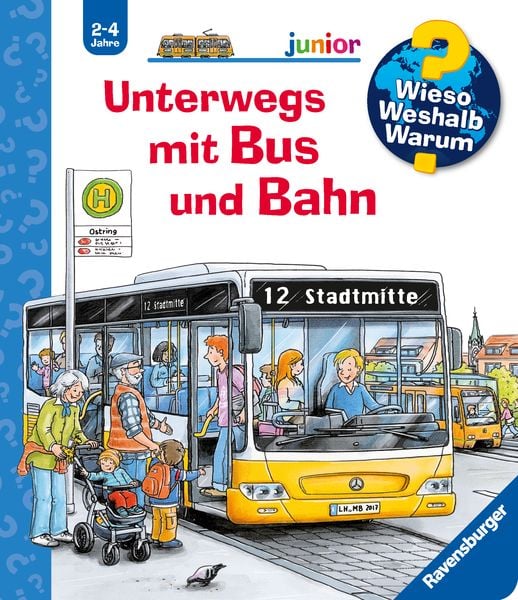 2-4
Jahre
junior
Wieso
Weshalb
Warum
?
Unterwegs
mit Bus
und Bahn
H
Ostring
12 Stadtmitte
12 Stadtmitte
LH MB 2017
Ravensburger